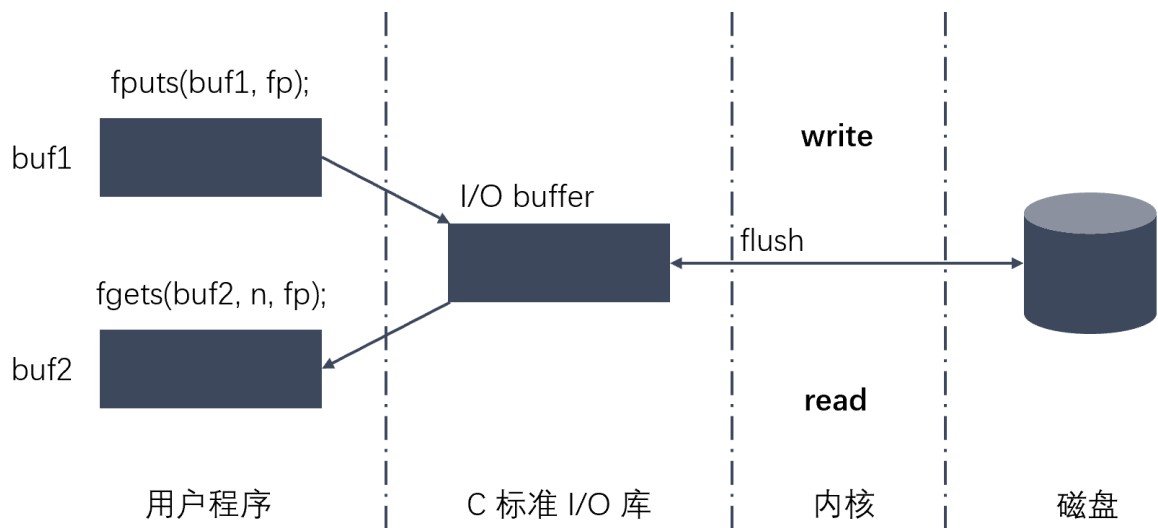 fputs(buf1, fp);
buf1
write
I/O buffer
flush
fgets(buf2, n, fp);
buf2
read
用户程序
C 标准 I/O 库
内核
磁盘